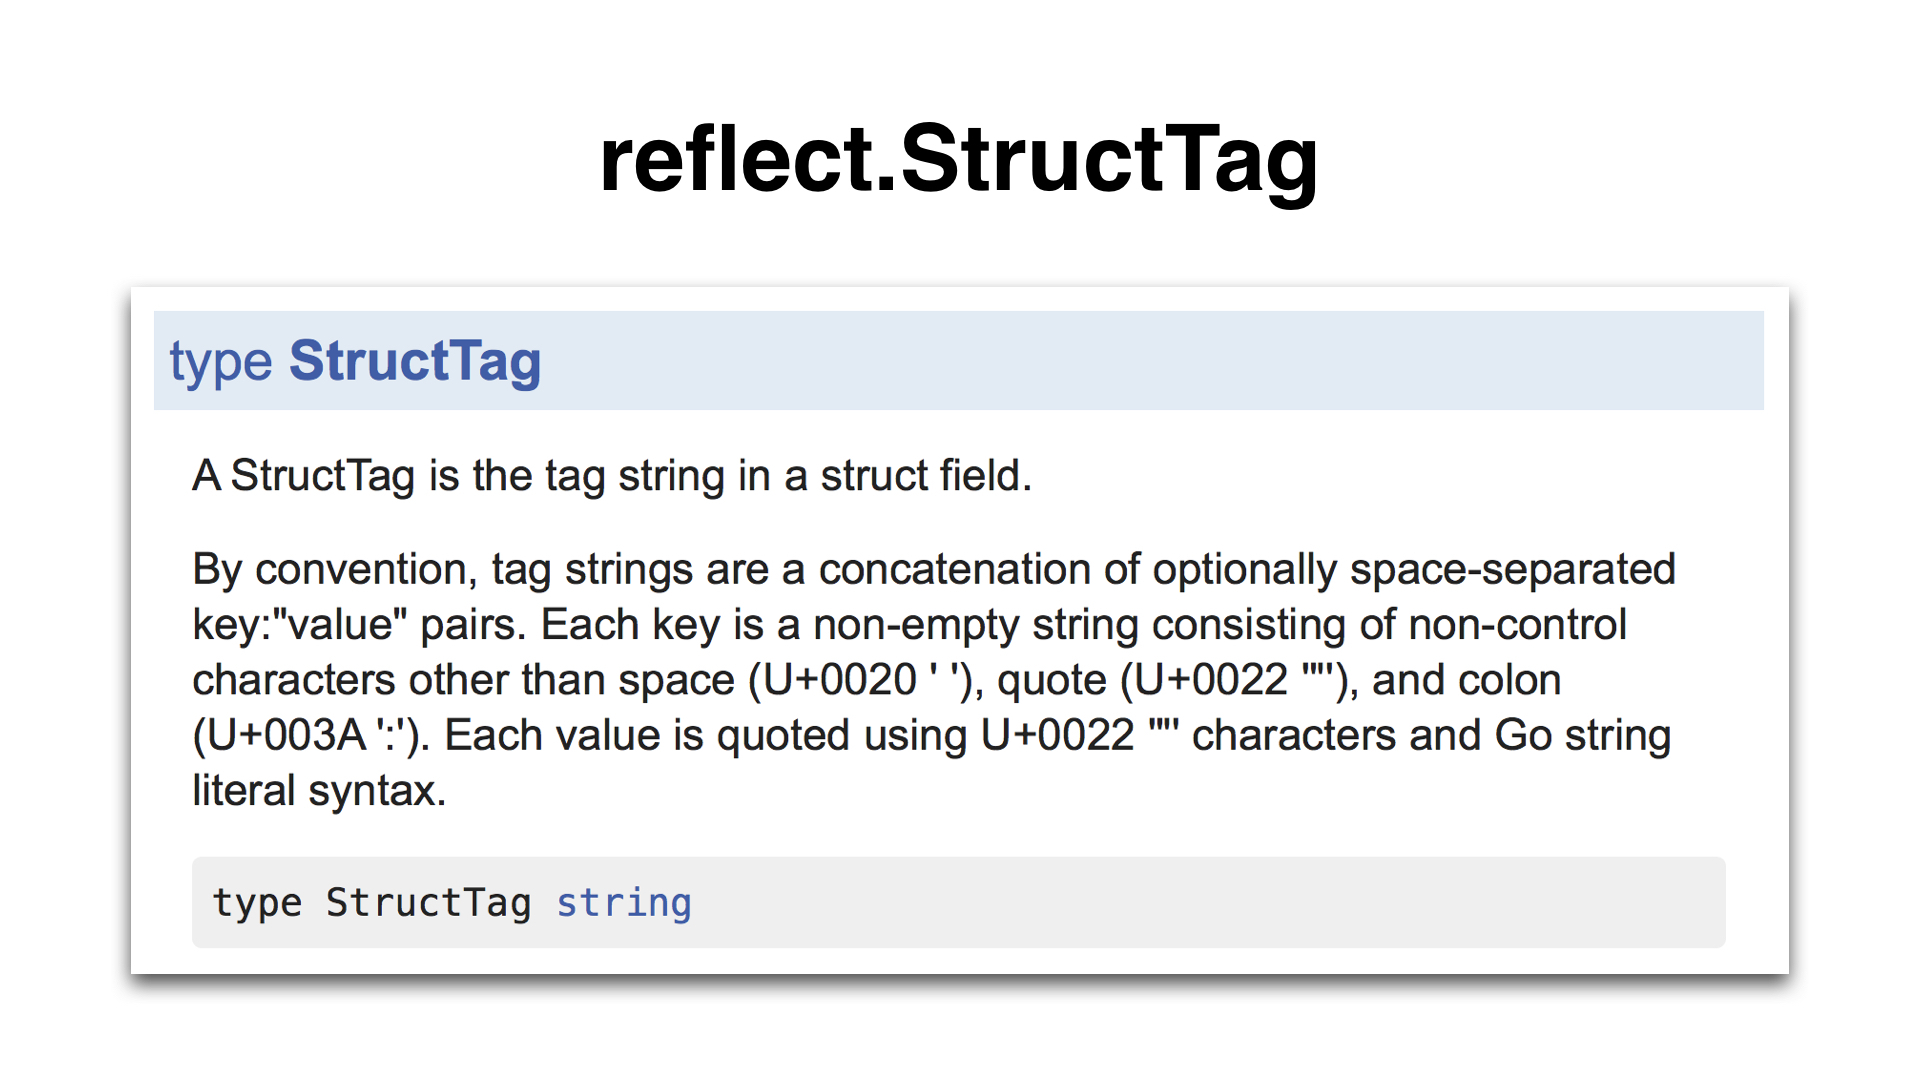 reflect.StructTag
type StructTag
A StructTag is the tag string in a struct field.
By convention, tag strings are a concatenation of optionally space-separated
key:"value" pairs. Each key is a non-empty string consisting of non-control
characters other than space (U+0020 ' '), quote (U+0022 '"'), and colon
(U+003A ':'). Each value is quoted using U+0022 '"' characters and Go string
literal syntax.
type StructTag string